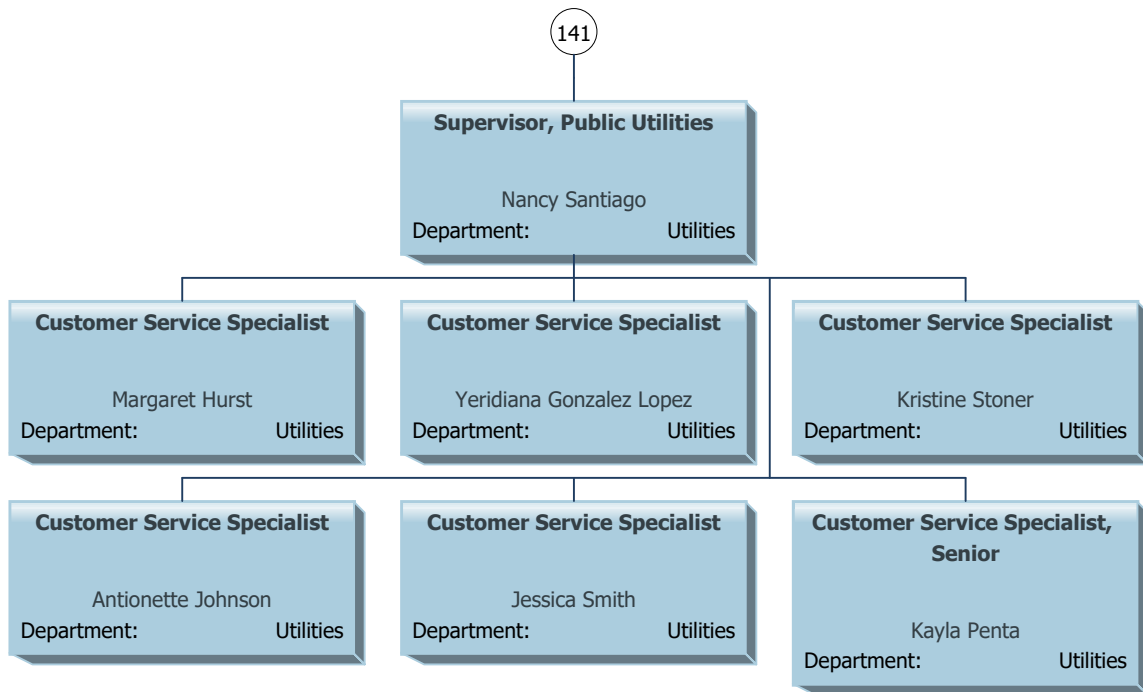 141
Supervisor, Public Utilities
Nancy Santiago
Department: Utilities
Customer Service Specialist
Margaret Hurst
Department: Utilities
Customer Service Specialist
Yeridiana Gonzalez Lopez
Department: Utilities
Customer Service Specialist
Kristine Stoner
Department: Utilities
Customer Service Specialist
Antionette Johnson
Department: Utilities
Customer Service Specialist
Jessica Smith
Department: Utilities
Customer Service Specialist,
Senior
Kayla Penta
Department: Utilities